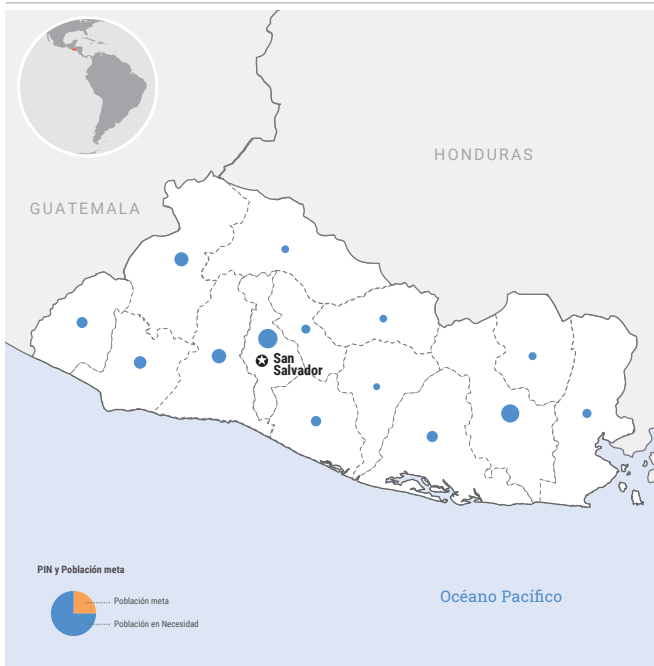 HONDURAS
GUATEMALA
San
Salvador
PIN y Población meta
Población meta
Población en Necesidad
Océano Pacífico